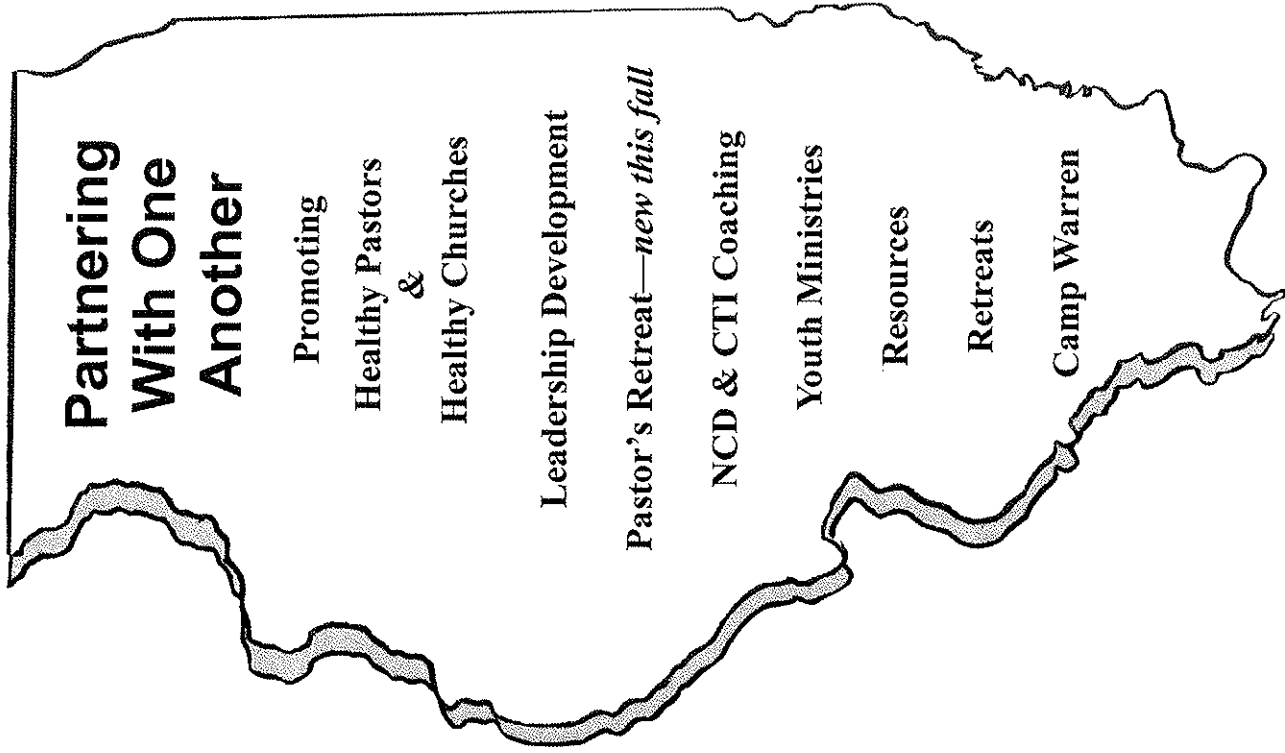 Partnering
With One
Another
Promoting
Healthy Pastors
&
Healthy Churches
Leadership Development
Pastor’s Retreat—new this fall
NCD & CTI Coaching
Youth Ministries
Resources
Retreats
Camp Warren